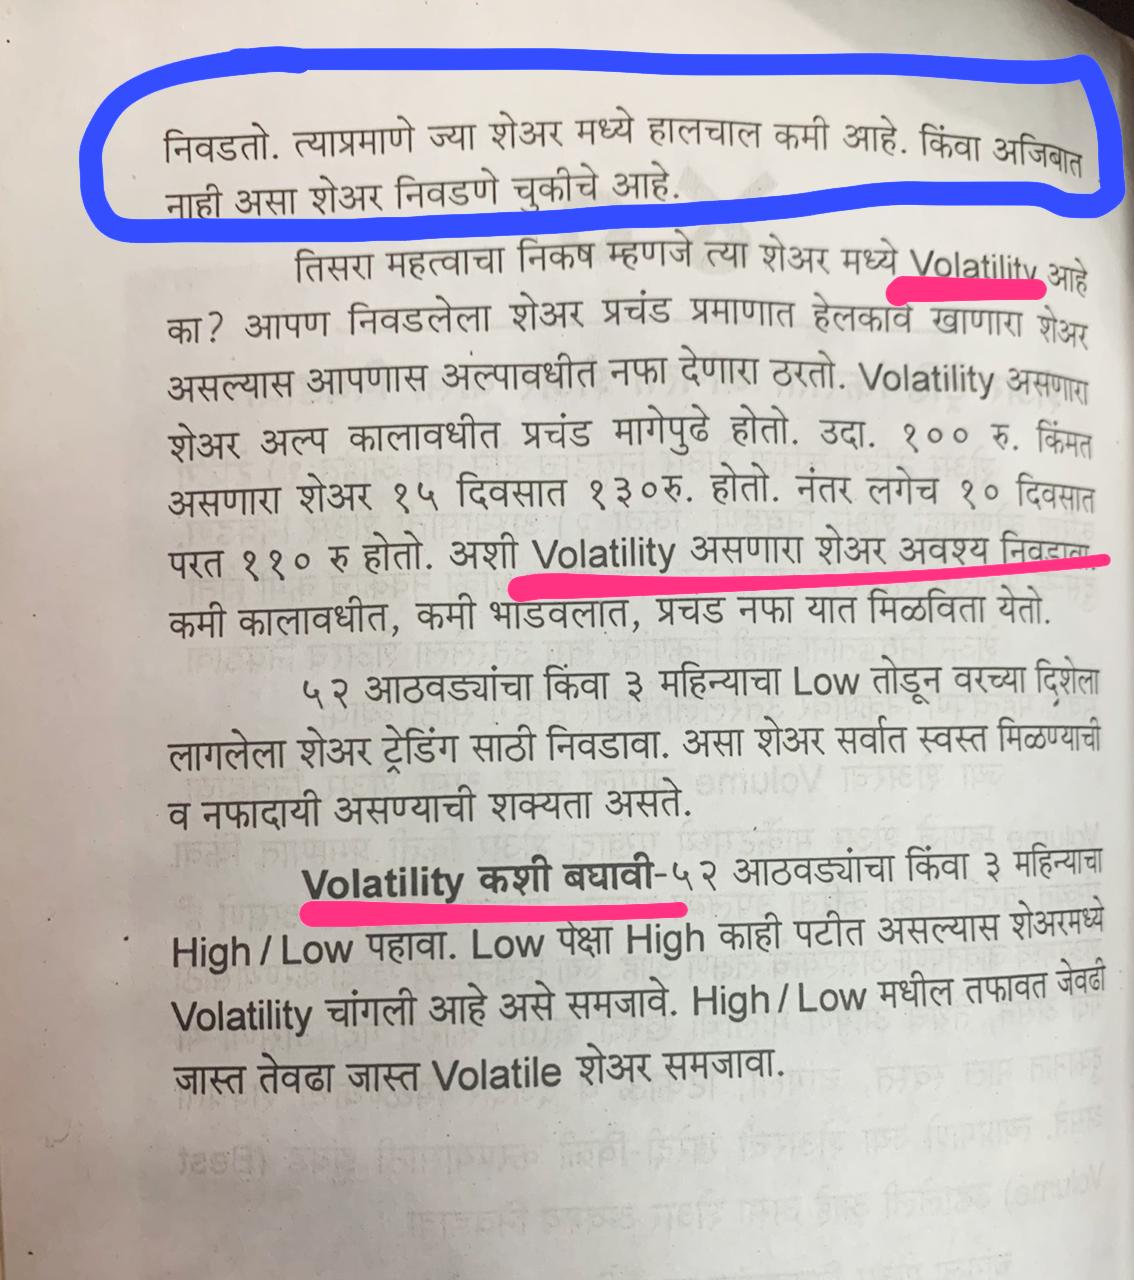 निवडतो. त्याप्रमाणे ज्या शेअर मध्ये हालचाल कमी आहे. किंवा अजिबात
नाही असा शेअर निवडणे चुकीचे आहे.
तिसरा महत्वाचा निकष म्हणजे त्या शेअर मध्ये Volatility आहे
का? आपण निवडलेला शेअर प्रचंड प्रमाणात हेलकावे खाणारा शेअर
असल्यास आपणास अल्पावधीत नफा देणारा ठरतो. Volatility असणारा
शेअर अल्प कालावधीत प्रचंड मागेपुढे होतो. उदा. १०० रु. किंमत
असणारा शेअर १५ दिवसात १३०रु. होतो. नंतर लगेच १० दिवसात
परत ११० रु होतो. अशी Volatility असणारा शेअर अवश्य निवडावा
कमी कालावधीत, कमी भांडवलात, प्रचंड नफा यात मिळविता येतो.
५२ आठवड्यांचा किंवा ३ महिन्याचा Low तोडून वरच्या दिशेला
लागलेला शेअर ट्रेडिंग साठी निवडावा. असा शेअर सर्वात स्वस्त मिळण्याची
व नफादायी असण्याची शक्यता असते.
Volatility कशी बघावी-५२ आठवड्यांचा किंवा ३ महिन्याचा
High / Low पहावा. Low पेक्षा High काही पटीत असल्यास शेअरमध्ये
Volatility चांगली आहे असे समजावे. High / Low मधील तफावत जेवढी
जास्त तेवढा जास्त Volatile शेअर समजावा.